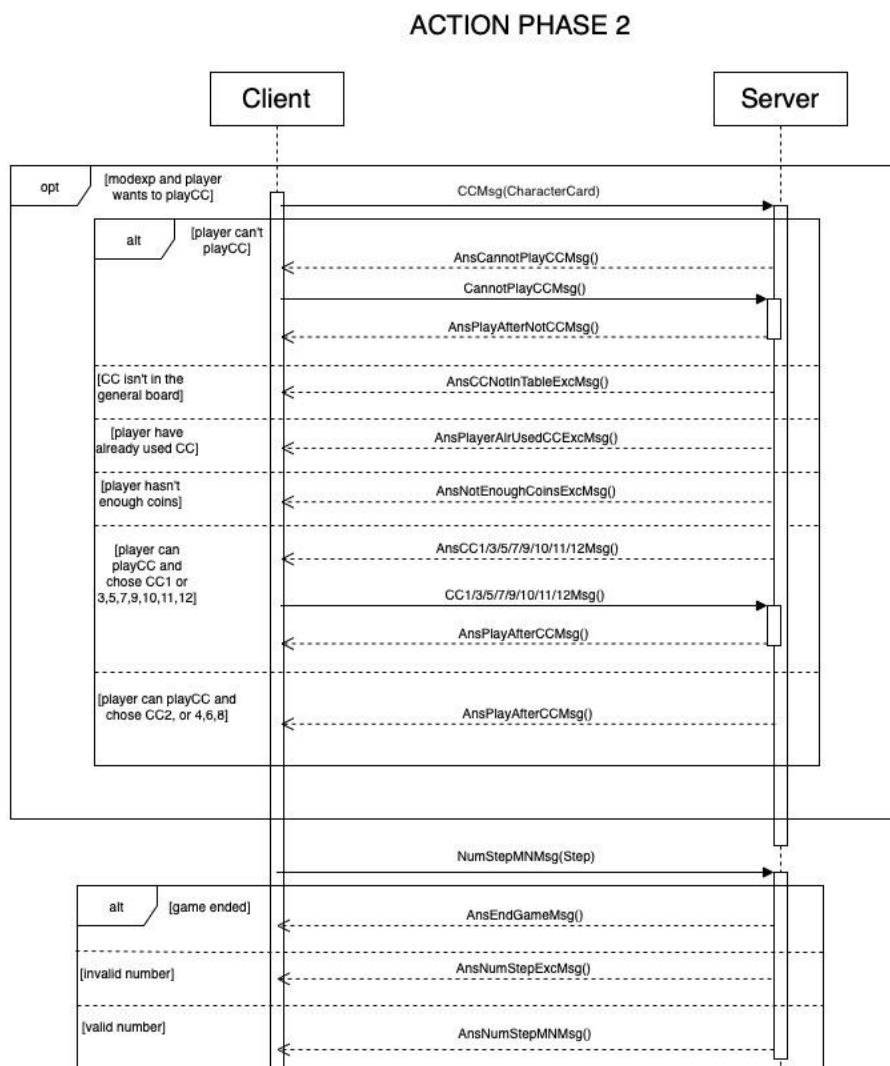 ACTION PHASE 2
Client
Server
opt
[modexp and player
wants to playCC]
CCMsg(CharacterCard)
alt
[player can't
playCC]
AnsCannotPlayCCMsg()
CannotPlayCCMsg()
AnsPlayAfterNotCCMsg()
[CC isn't in the
general board]
AnsCCNotInTableExcMsg()
[player have
already used CC]
AnsPlayerAlrUsedCCExcMsg()
[player hasn't
enough coins]
AnsNotEnoughCoinsExcMsg()
[player can
playCC and
chose CC1 or
3,5,7,9,10,11,12]
AnsCC1/3/5/7/9/10/11/12Msg()
CC1/3/5/7/9/10/11/12Msg()
AnsPlayAfterCCMsg()
[player can playCC and
chose CC2, or 4,6,8]
AnsPlayAfterCCMsg()
NumStepMNMsg(Step)
alt
[game ended]
AnsEndGameMsg()
[invalid number]
AnsNumStepExcMsg()
[valid number]
AnsNumStepMNMsg()